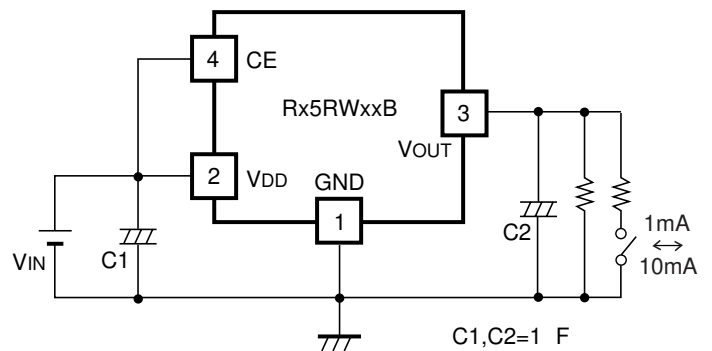 4 CE
Rx5RWxxB
3
VOUT
2 VDD
GND
1
VIN
C1
C2
1mA
10mA
C1,C2=1 F